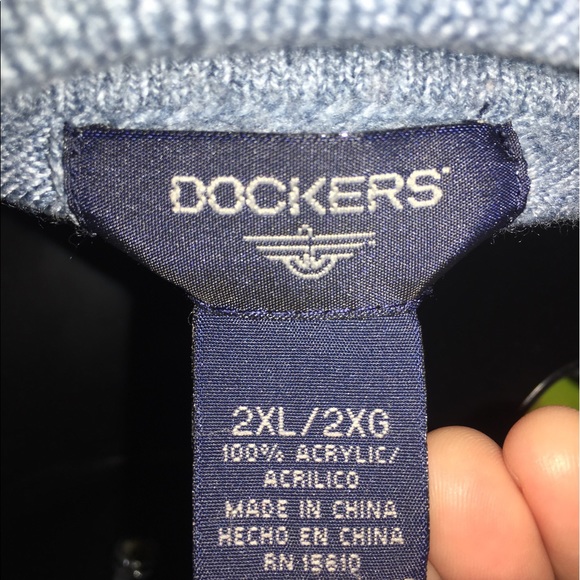 DOCKERS
2XL/2XG
100% ACRYLIC/
ACRILICO
MADE IN CHINA
HECHO EN CHINA
RN 15610